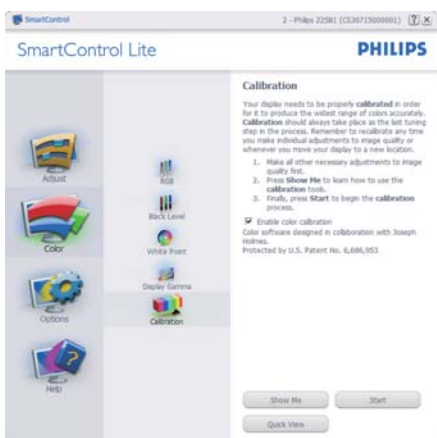 SmartControl
2 - Philips 225B1 (CS30715000001)
SmartControl Lite
PHILIPS
Adjust
Color
Options
Help
RGB
Black Level
White Point
Display Gamma
Calibration
Calibration
Your display needs to be properly calibrated in order
for it to produce the widest range of colors accurately.
Calibration should always take place as the last tuning
step in the process. Remember to recalibrate any time
you make individual adjustments to image quality or
whenever you move your display to a new location.
1. Make all other necessary adjustments to image
quality first.
2. Press Show Me to learn how to use the
calibration tools.
3. Finally, press Start to begin the calibration
process.
Enable color calibration
Color software designed in collaboration with Joseph
Holmes.
Protected by U.S. Patent No. 6,686,953
Show Me
Start
Quick View